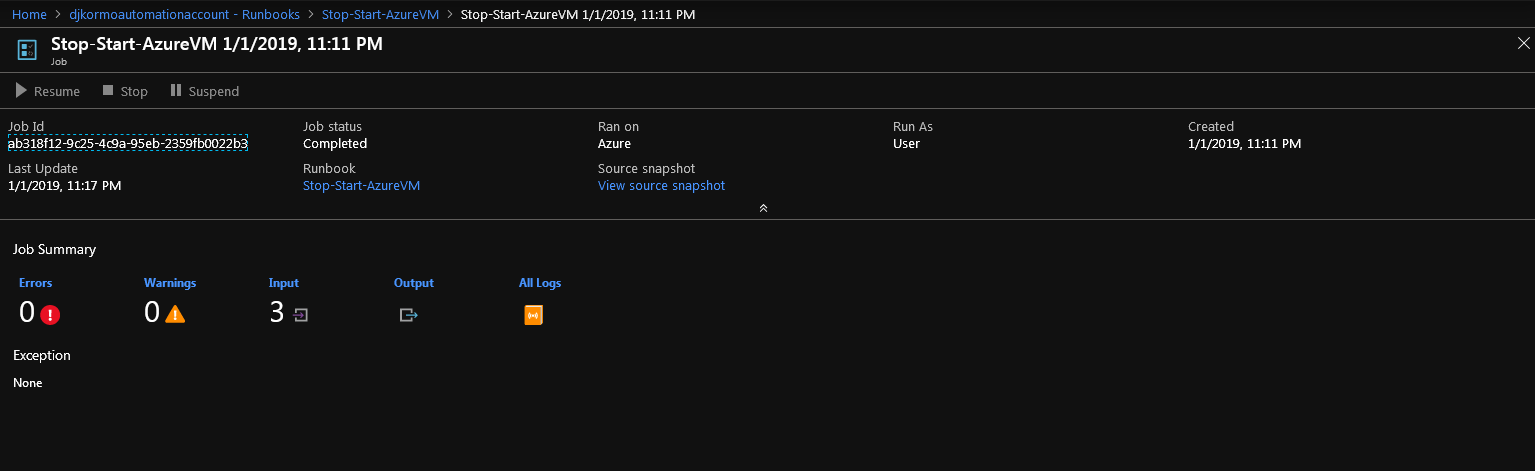 Home > djkormoautomationaccount - Runbooks > Stop-Start-AzureVM > Stop-Start-AzureVM 1/1/2019, 11:11 PM
Stop-Start-AzureVM 1/1/2019, 11:11 PM
Job
Resume Stop Suspend
Job Id Job status Ran on Run As Created
ab318f12-9c25-4c9a-95eb-2359fb0022b3 Completed Azure User 1/1/2019, 11:11 PM
Last Update Runbook Source snapshot
1/1/2019, 11:17 PM Stop-Start-AzureVM View source snapshot
Job Summary
Errors Warnings Input Output All Logs
0 0 3
Exception
None